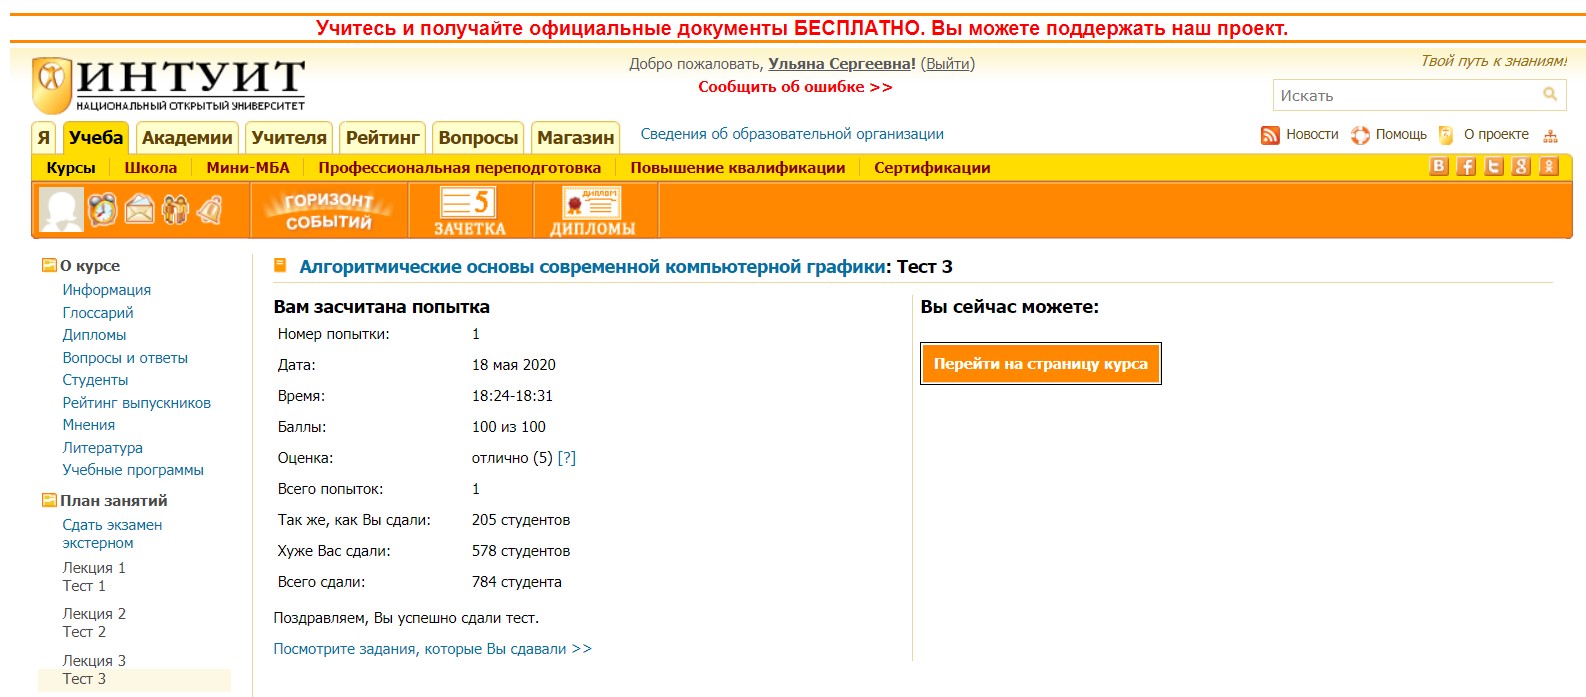 Учитесь и получайте официальные документы БЕСПЛАТНО. Вы можете поддержать наш проект.
ИНТУИТ
НАЦИОНАЛЬНЫЙ ОТКРЫТЫЙ УНИВЕРСИТЕТ
Добро пожаловать, Ульяна Сергеевна! (Выйти)
Сообщить об ошибке >>
Твой путь к знаниям!
Искать
Я Учеба Академии Учителя Рейтинг Вопросы Магазин Сведения об образовательной организации Новости Помощь О проекте
Курсы Школа Мини-МБА Профессиональная переподготовка Повышение квалификации Сертификации
ГОРИЗОНТ
СОБЫТИЙ
5
ЗАЧЕТКА
ДИПЛОМ
ДИПЛОМЫ
О курсе
Информация
Глоссарий
Дипломы
Вопросы и ответы
Студенты
Рейтинг выпускников
Мнения
Литература
Учебные программы
План занятий
Сдать экзамен
экстерном
Лекция 1
Тест 1
Лекция 2
Тест 2
Лекция 3
Тест 3
Алгоритмические основы современной компьютерной графики: Тест 3
Вам засчитана попытка
Номер попытки: 1
Дата: 18 мая 2020
Время: 18:24-18:31
Баллы: 100 из 100
Оценка: отлично (5) [?]
Всего попыток: 1
Так же, как Вы сдали: 205 студентов
Хуже Вас сдали: 578 студентов
Всего сдали: 784 студента
Поздравляем, Вы успешно сдали тест.
Посмотрите задания, которые Вы сдавали >>
Вы сейчас можете:
Перейти на страницу курса